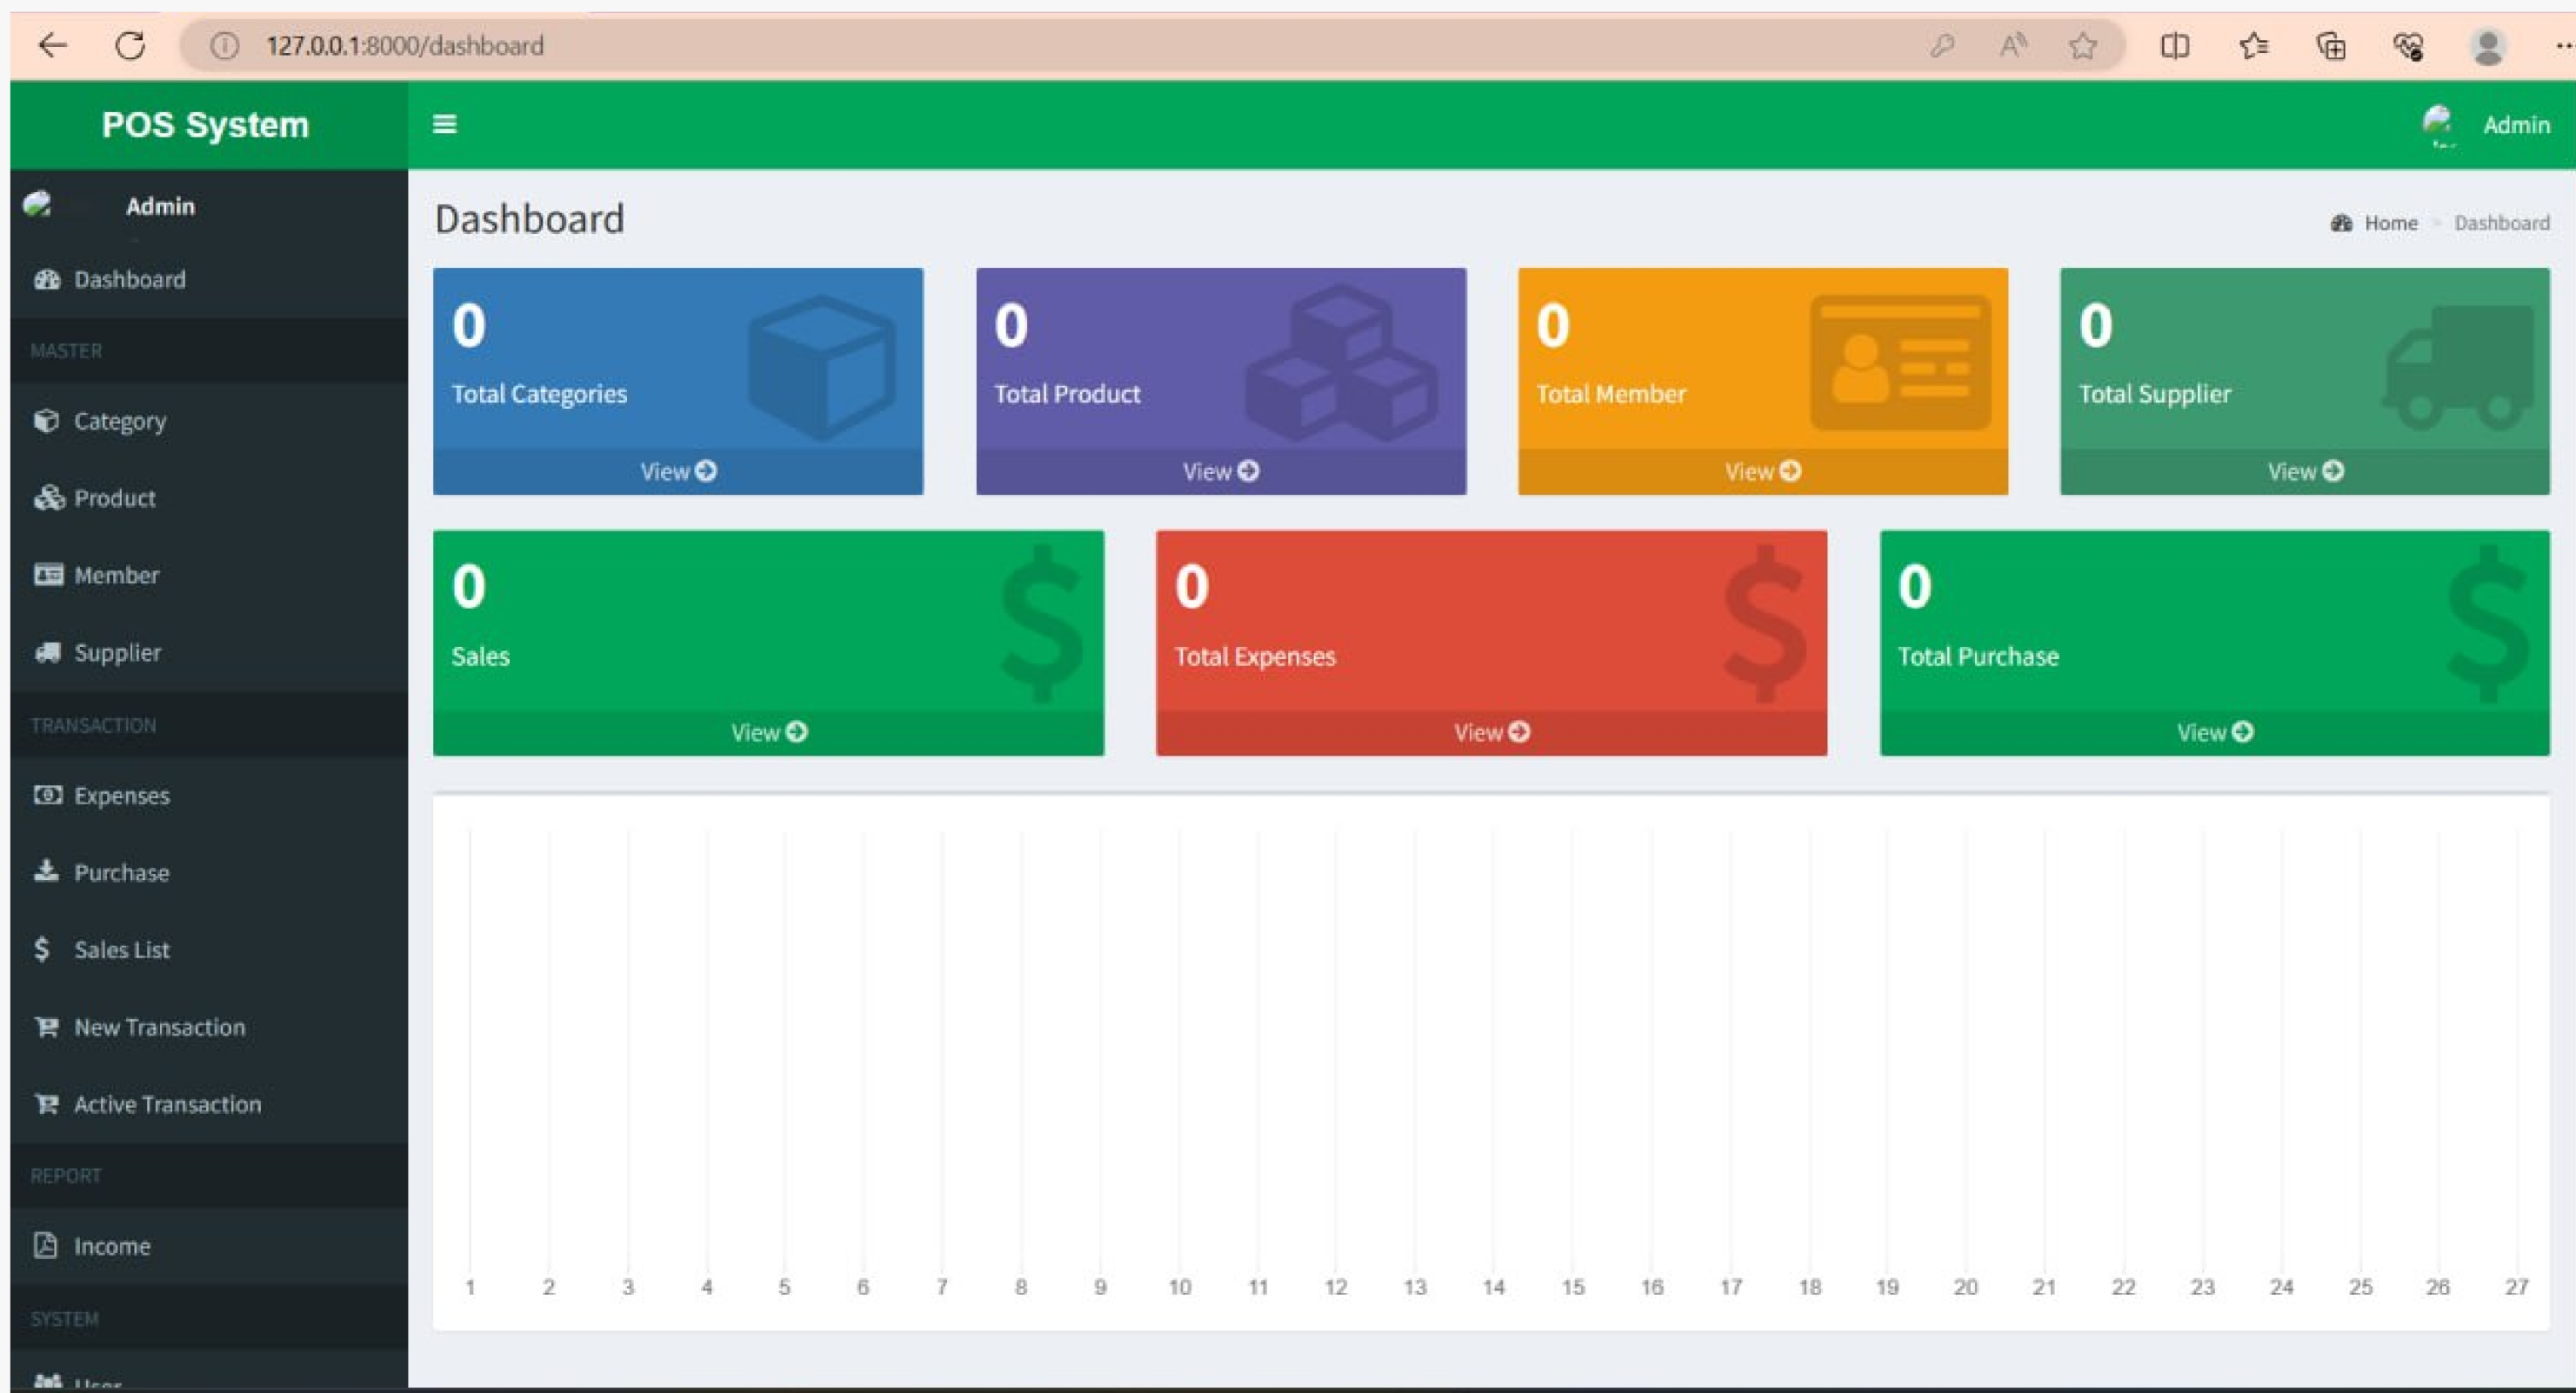 127.0.0.1:8000/dashboard
POS System
Admin
Admin
Dashboard
MASTER
Category
Product
Member
Supplier
TRANSACTION
Expenses
Purchase
$ Sales List
New Transaction
Active Transaction
REPORT
Income
SYSTEM
User
Dashboard
Home > Dashboard
0
Total Categories
View
0
Total Product
View
0
Total Member
View
0
Total Supplier
View
0
Sales
$
View
0
Total Expenses
$
View
0
Total Purchase
$
View
1 2 3 4 5 6 7 8 9 10 11 12 13 14 15 16 17 18 19 20 21 22 23 24 25 26 27